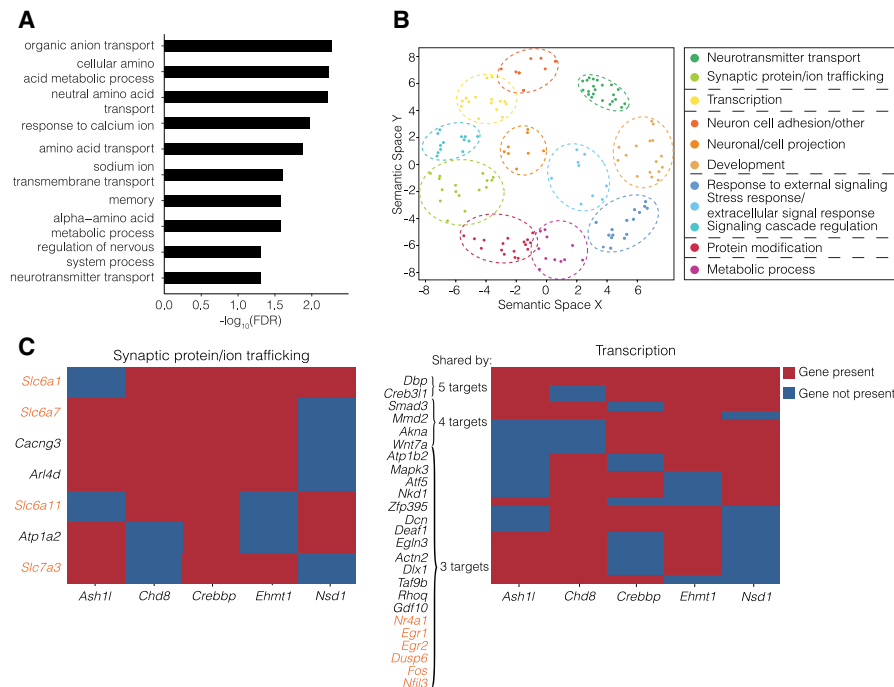 A
organic anion transport
cellular amino
acid metabolic process
neutral amino acid
transport
response to calcium ion
amino acid transport
sodium ion
transmembrane transport
memory
alpha−amino acid
metabolic process
regulation of nervous
system process
neurotransmitter transport
0.0 0.5 1.0 1.5 2.0
-log10(FDR)
B
8
6
4
2
0
−2
−4
−6
−8
Semantic Space Y
−8 −6 −4 −2 0 2 4 6
Semantic Space X
Neurotransmitter transport
Synaptic protein/ion trafficking
Transcription
Neuron cell adhesion/other
Neuronal/cell projection
Development
Response to external signaling
Stress response/
extracellular signal response
Signaling cascade regulation
Protein modification
Metabolic process
C
Synaptic protein/ion trafficking
Slc6a1
Slc6a7
Cacng3
Arl4d
Slc6a11
Atp1a2
Slc7a3
Ash1l Chd8 Crebbp Ehmt1 Nsd1
Shared by:
Transcription
Dbp
Creb3l1
Smad3
Mmd2
Akna
Wnt7a
Atp1b2
Mapk3
Atf5
Nkd1
Zfp395
Dcn
Deaf1
Egln3
Actn2
Dlx1
Taf9b
Rhoq
Gdf10
Nr4a1
Egr1
Egr2
Dusp6
Fos
Nfil3
5 targets
4 targets
3 targets
Ash1l Chd8 Crebbp Ehmt1 Nsd1
Gene present
Gene not present